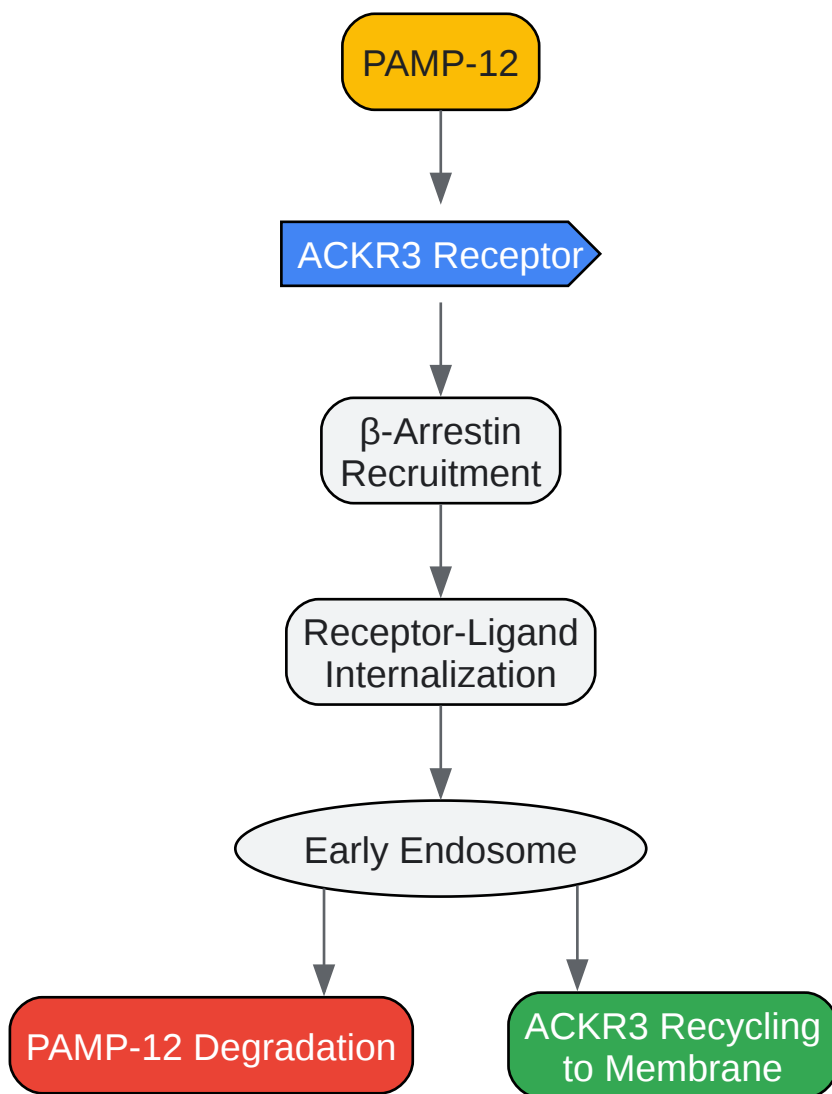 PAMP-12
ACKR3 Receptor
β-Arrestin
Recruitment
Receptor-Ligand
Internalization
Early Endosome
PAMP-12 Degradation
ACKR3 Recycling
to Membrane